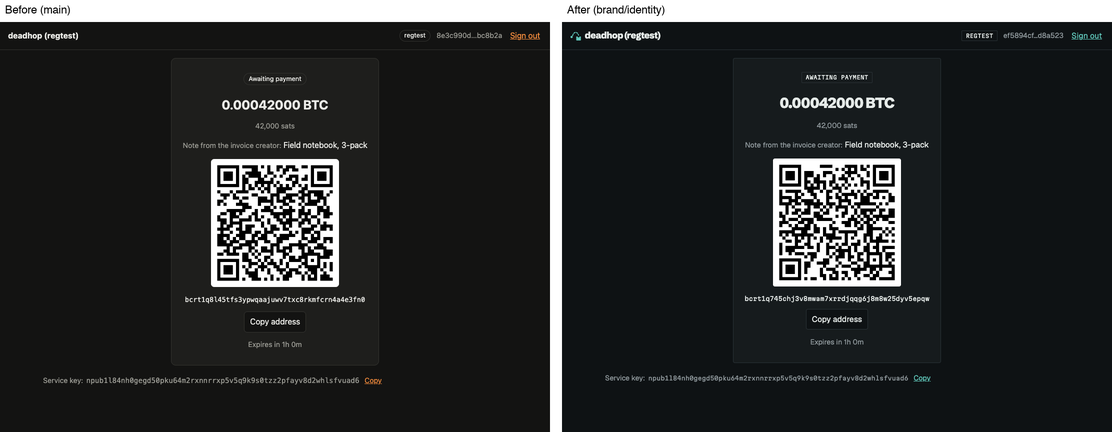 Before (main)
After (brand/identity)
deadhop (regtest)
regtest
8e3c990d...bc8b2a
Sign out
Awaiting payment
0.00042000 BTC
42,000 sats
Note from the invoice creator: Field notebook, 3-pack
bcrt1q8l45tfs3ypwqaajuwv7txc8rkmfcrn4a4e3fn0
Copy address
Expires in 1h 0m
Service key: npub1l84nh0gegd50pku64m2rxnnrrxp5v5q9k9s0tzz2pfayv8d2whlsfvuad6 Copy
deadhop (regtest)
REGTEST
ef5894cf…d8a523
Sign out
AWAITING PAYMENT
0.00042000 BTC
42,000 sats
Note from the invoice creator: Field notebook, 3-pack
bcrt1q745chj3v8mwam7xrrdjqqg6j8m8w25dyv5epqw
Copy address
Expires in 1h 0m
Service key: npub1l84nh0gegd50pku64m2rxnnrrxp5v5q9k9s0tzz2pfayv8d2whlsfvuad6 Copy